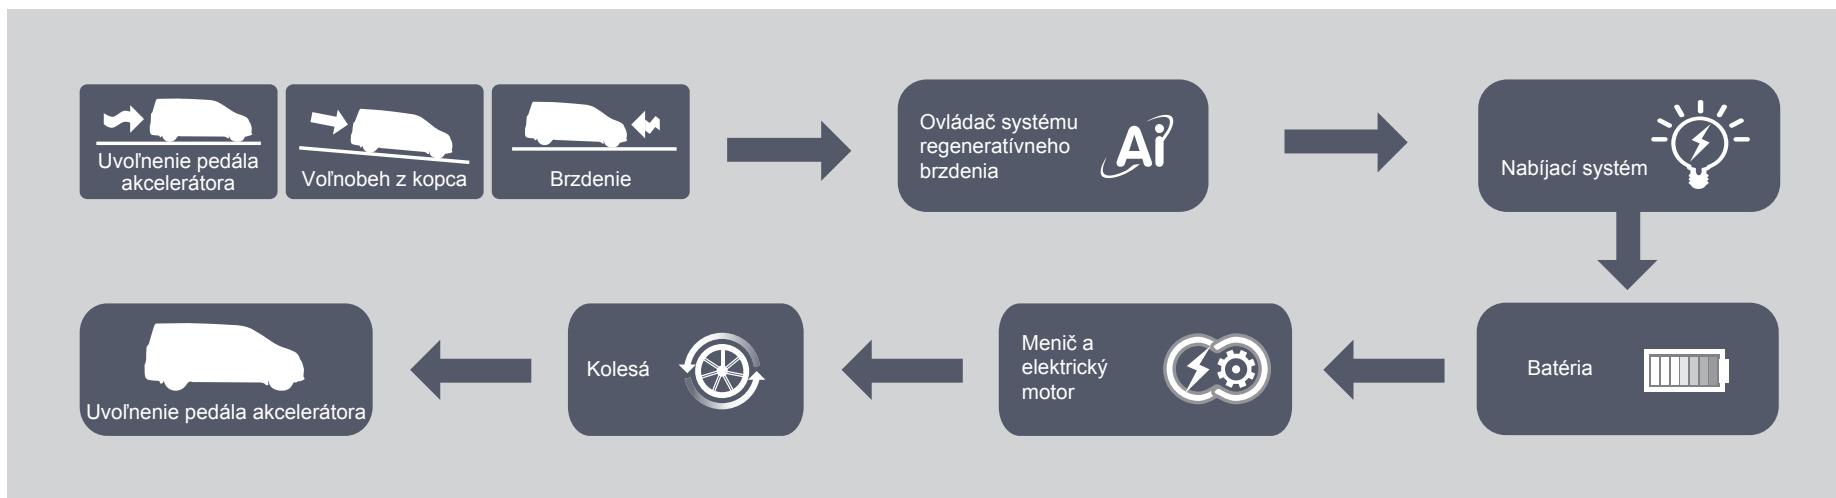 Uvoľnenie pedála
akcelerátora
Voľnobeh z kopca
Brzdenie
Ovládač systému
regeneratívneho
brzdenia
Ai
Nabíjací systém
Uvoľnenie pedála akcelerátora
Kolesá
Menič a
elektrický
motor
Batéria